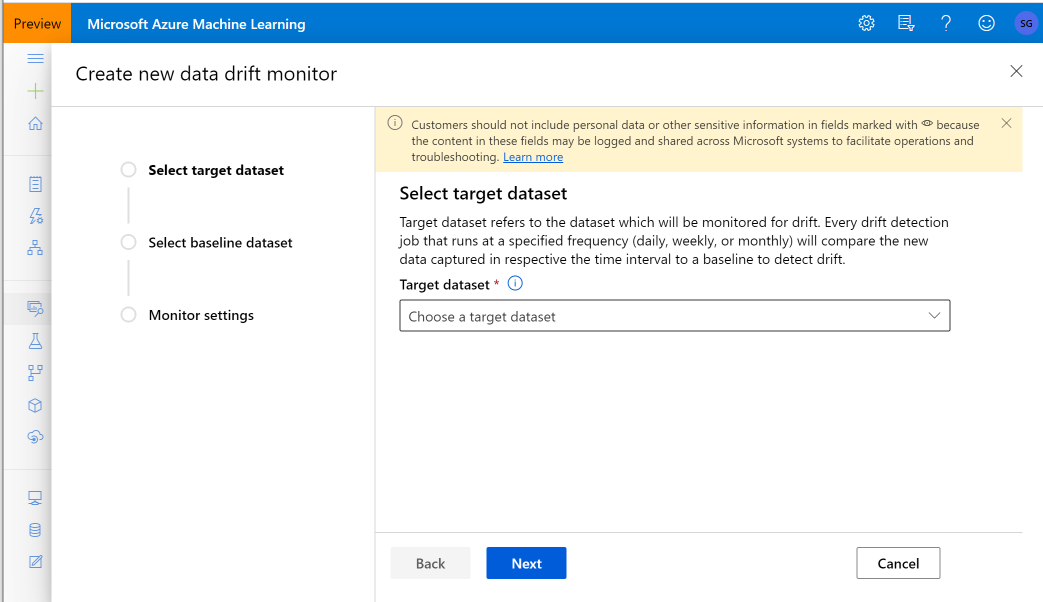 Preview
Microsoft Azure Machine Learning
SG
Create new data drift monitor
Customers should not include personal data or other sensitive information in fields marked with because
the content in these fields may be logged and shared across Microsoft systems to facilitate operations and
troubleshooting. Learn more
Select target dataset
Select baseline dataset
Monitor settings
Select target dataset
Target dataset refers to the dataset which will be monitored for drift. Every drift detection
job that runs at a specified frequency (daily, weekly, or monthly) will compare the new
data captured in respective the time interval to a baseline to detect drift.
Target dataset *
Choose a target dataset
Back
Next
Cancel